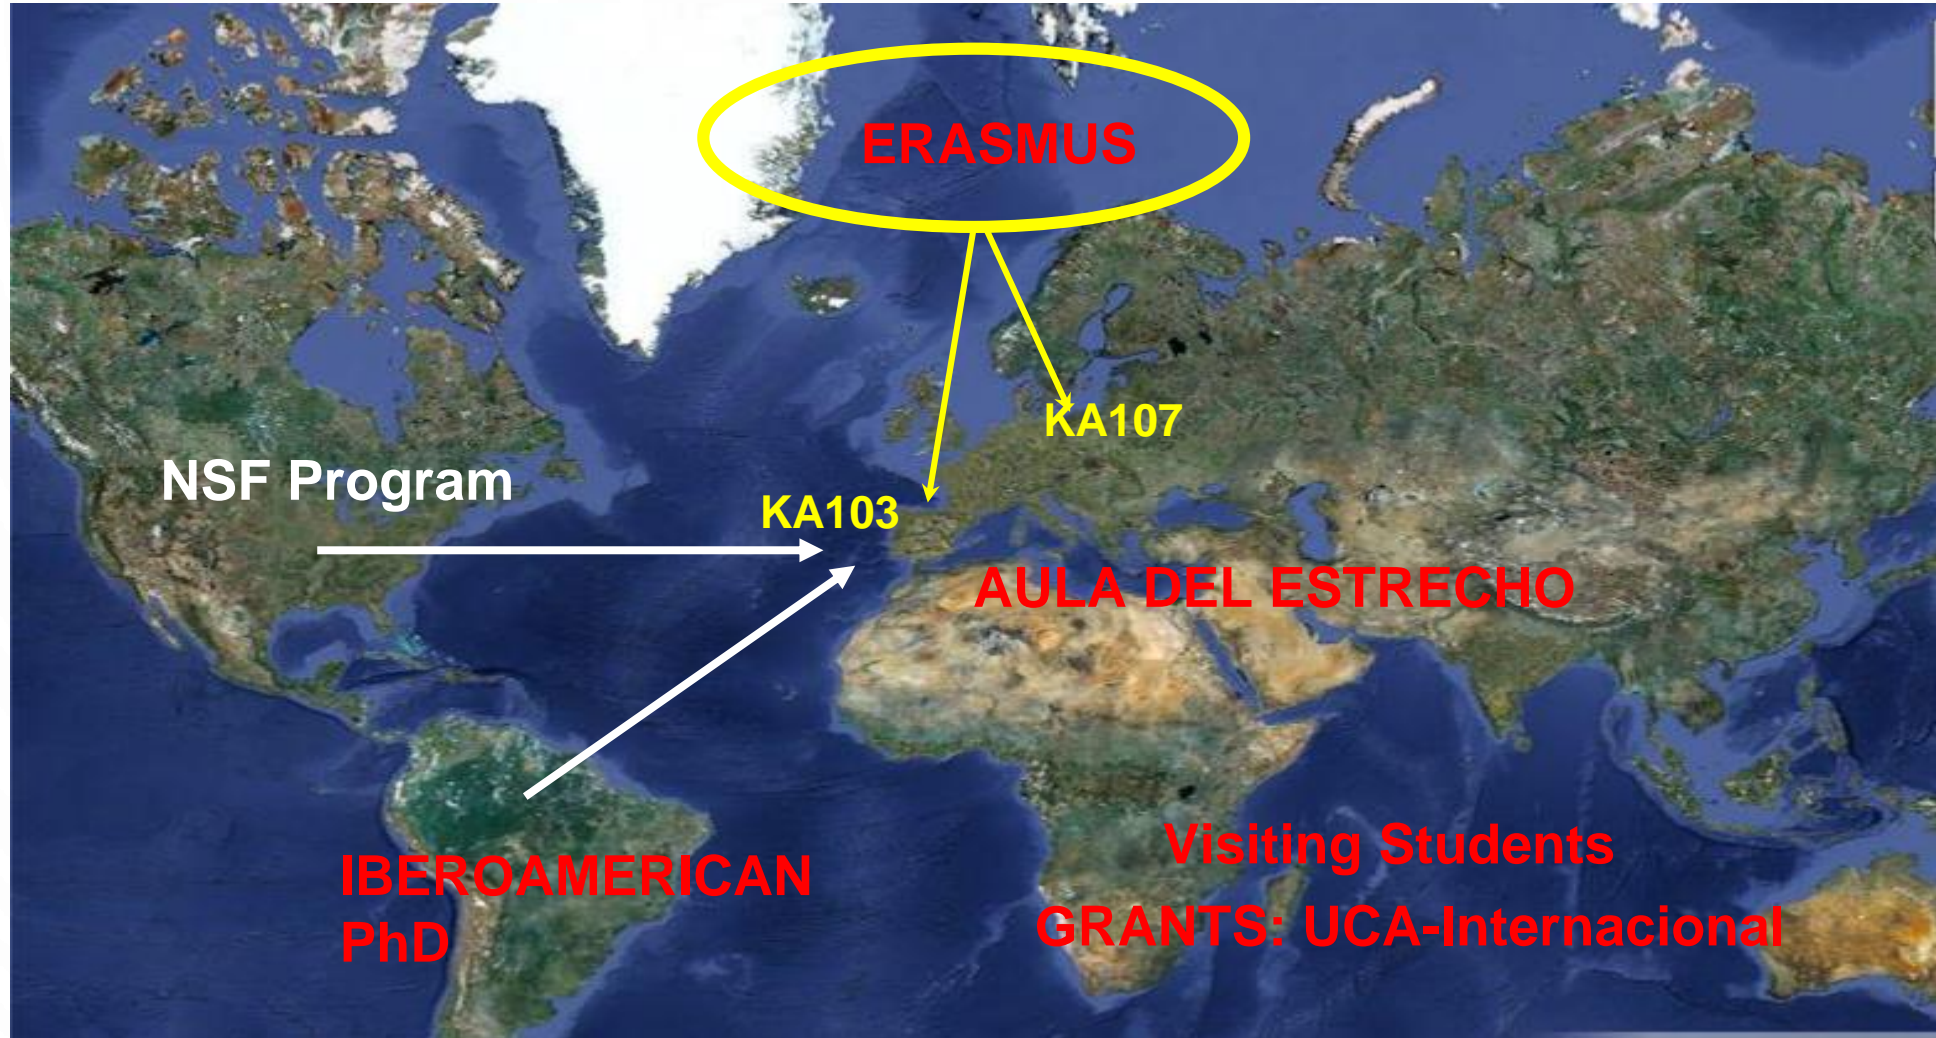 ERASMUS
KA107
NSF Program
KA103
AULA DEL ESTRECHO
Visiting Students
IBEROAMERICAN
PhD
GRANTS: UCA-Internacional